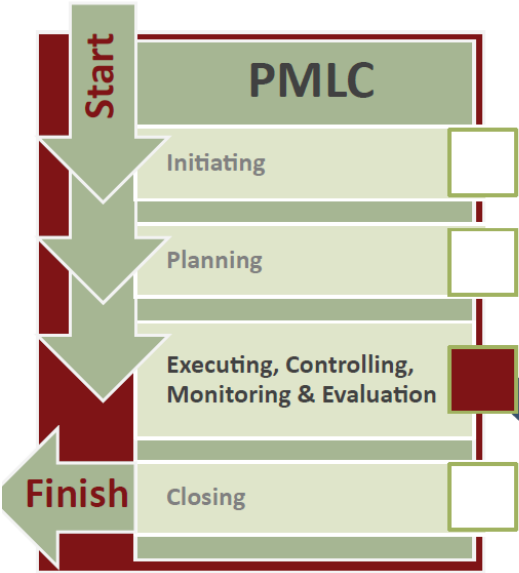 Start
PMLC
Initiating
Planning
Executing, Controlling,
Monitoring & Evaluation
Finish
Closing